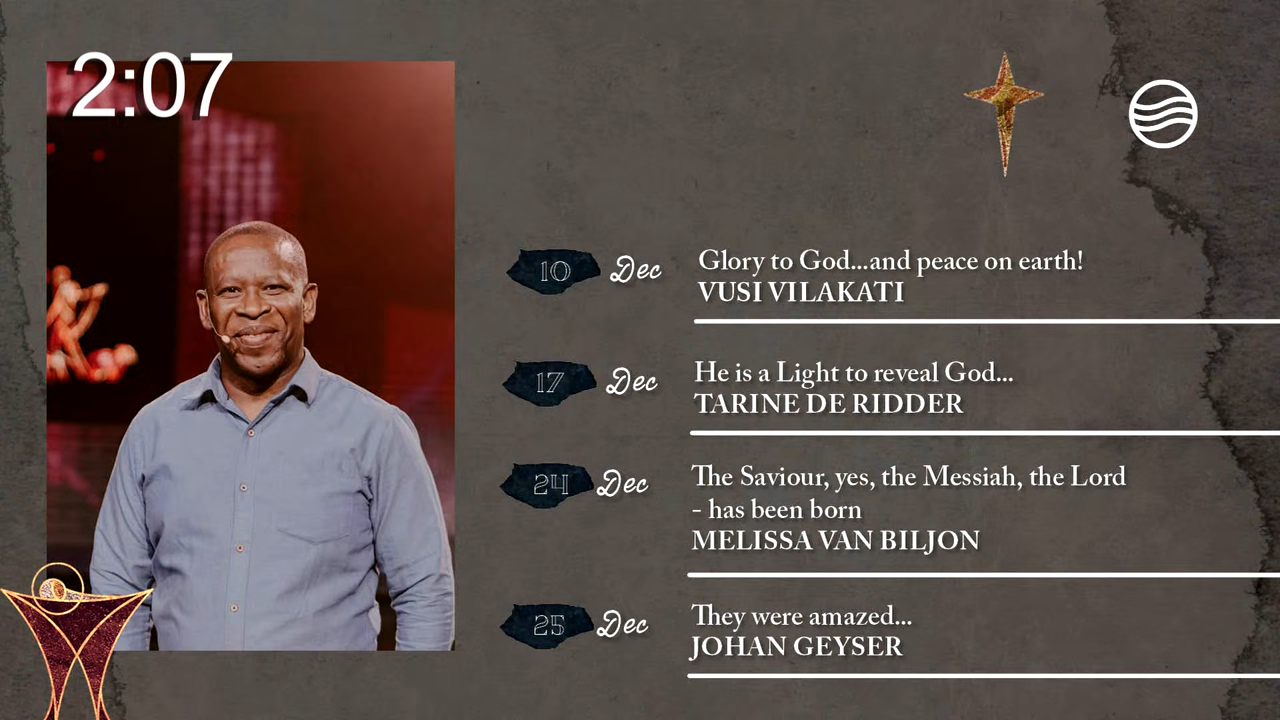 2:07
10 Dec
Glory to God...and peace on earth!
VUSI VILAKATI
17 Dec
He is a Light to reveal God...
TARINE DE RIDDER
24 Dec
The Saviour, yes, the Messiah, the Lord
- has been born
MELISSA VAN BILJON
25 Dec
They were amazed...
JOHAN GEYSER